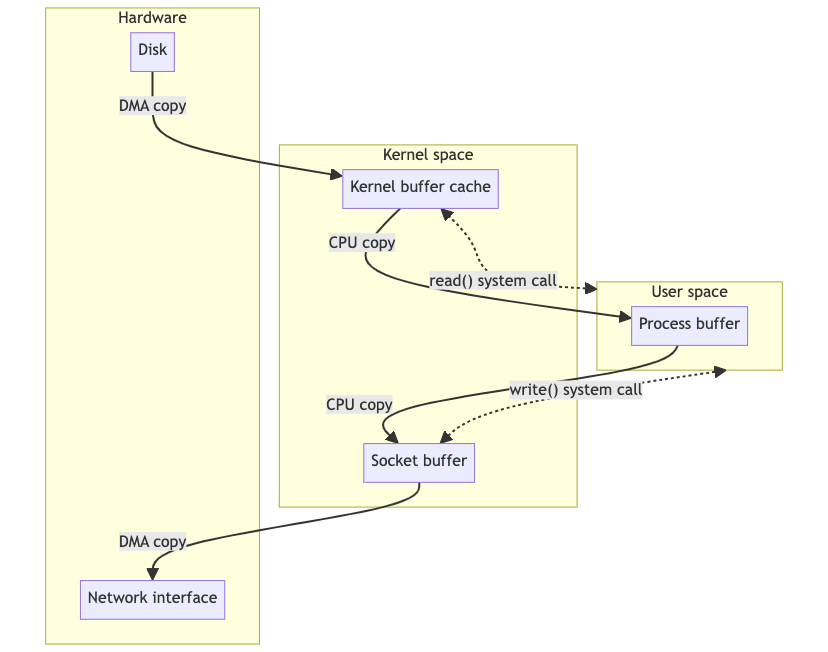 Hardware
Disk
DMA copy
Kernel space
Kernel buffer cache
CPU copy
read() system call
User space
Process buffer
write() system call
CPU copy
Socket buffer
DMA copy
Network interface